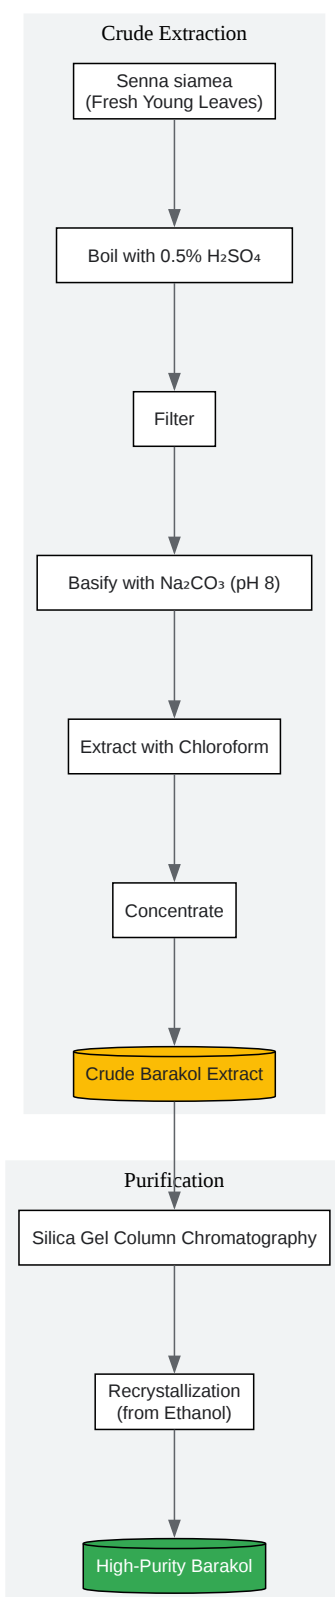 Crude Extraction
Senna siamea
(Fresh Young Leaves)
Boil with 0.5% H₂SO₄
Filter
Basify with Na₂CO₃ (pH 8)
Extract with Chloroform
Concentrate
Crude Barakol Extract
Purification
Silica Gel Column Chromatography
Recrystallization
(from Ethanol)
High-Purity Barakol